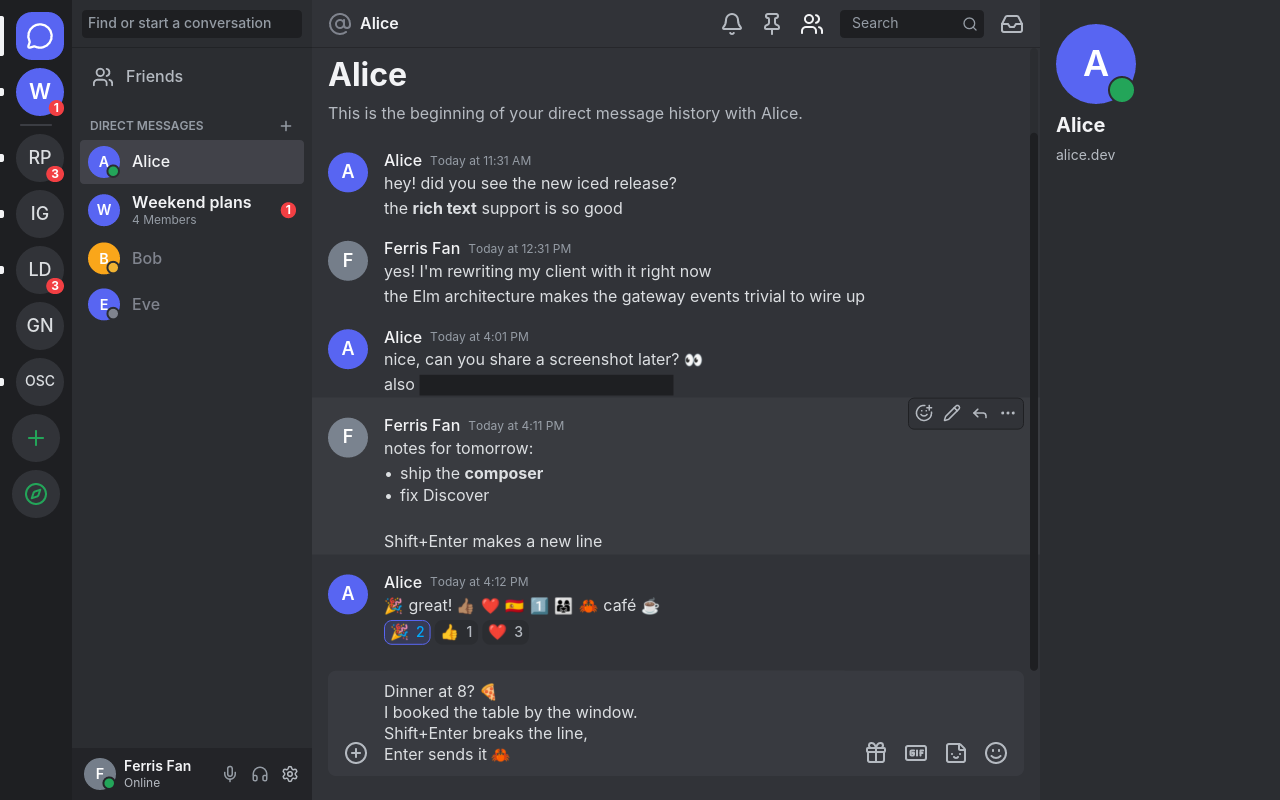 Find or start a conversation
W
1
RP
3
IG
LD
3
GN
OSC
Friends
DIRECT MESSAGES
A
Alice
W
Weekend plans
4 Members
1
B
Bob
E
Eve
F
Ferris Fan
Online
Alice
Search
Alice
This is the beginning of your direct message history with Alice.
A
Alice Today at 11:31 AM
hey! did you see the new iced release?
the rich text support is so good
F
Ferris Fan Today at 12:31 PM
yes! I'm rewriting my client with it right now
the Elm architecture makes the gateway events trivial to wire up
A
Alice Today at 4:01 PM
nice, can you share a screenshot later? 👀
also
F
Ferris Fan Today at 4:11 PM
notes for tomorrow:
• ship the composer
• fix Discover
Shift+Enter makes a new line
A
Alice Today at 4:12 PM
🎉 great! 👍🏽 ❤️ 🇪🇸 1️⃣ 👨‍👩‍👧 🦀 café ☕
🎉 2 👍 1 ❤️ 3
Dinner at 8? 🍕
I booked the table by the window.
Shift+Enter breaks the line,
Enter sends it 🦀
GIF
A
Alice
alice.dev